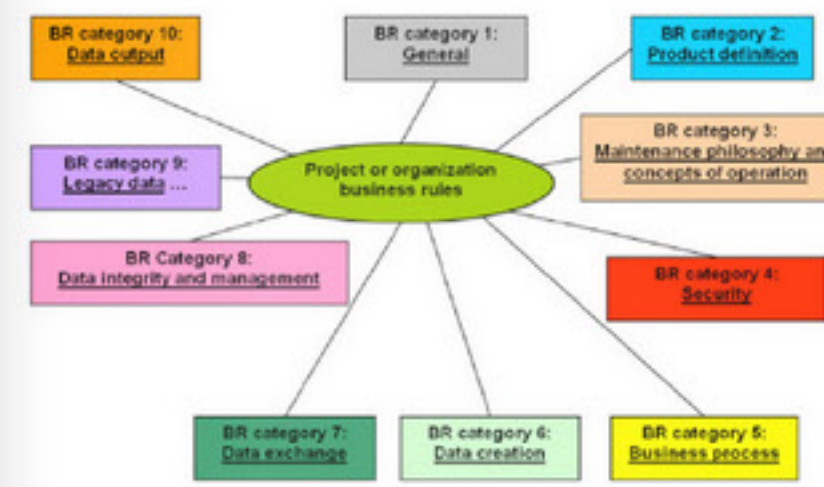 BR category 10:
Data output
BR category 1:
General
BR category 2:
Product definition
BR category 3:
Maintenance philosophy an
concepts of operation
BR category 9:
Legacy data ...
Project or organization
business rules
BR Category 8:
Data integrity and management
BR category 4:
Security
BR category 7:
Data exchange
BR category 6:
Data creation
BR category 5:
Business process